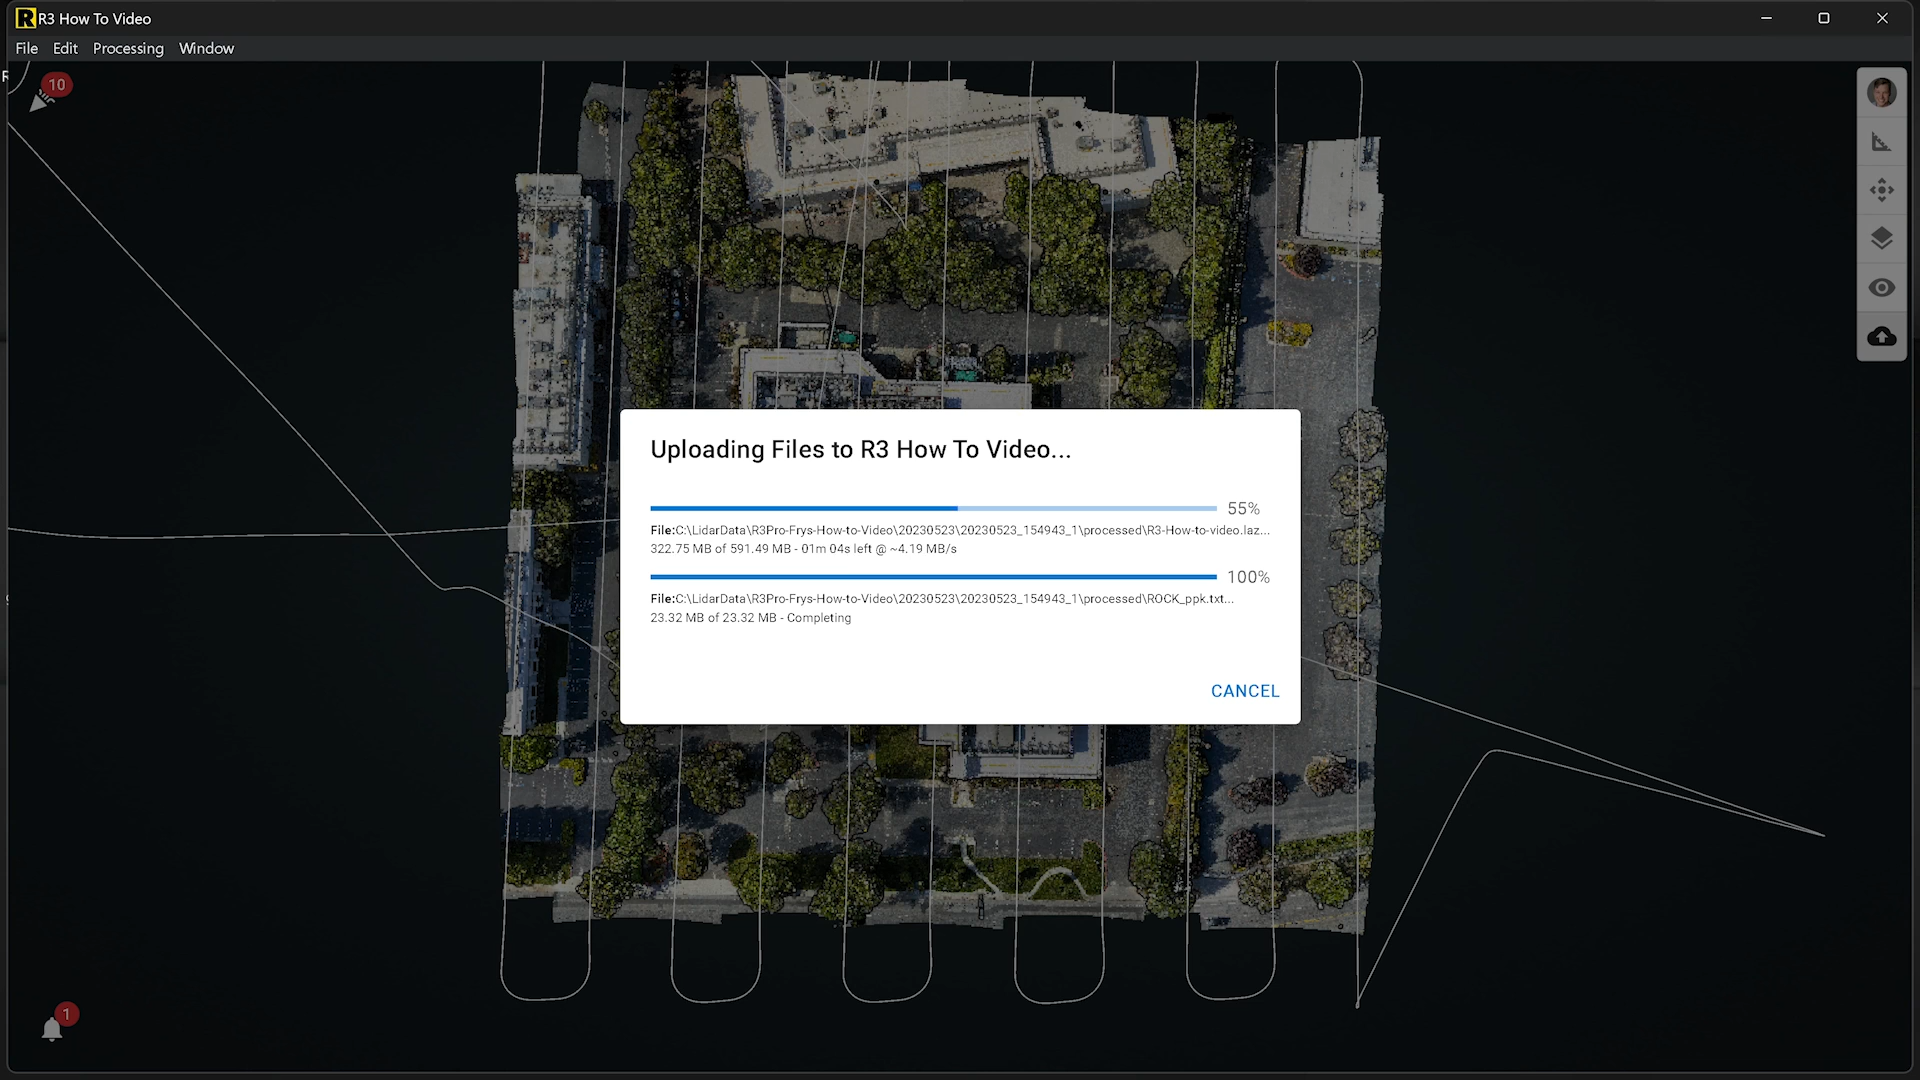 R R3 How To Video
File Edit Processing Window
10
Uploading Files to R3 How To Video...
55%
File:C:\LidarData\R3Pro-Frys-How-to-Video\20230523\20230523_154943_1\processed\R3-How-to-video.laz...
322.75 MB of 591.49 MB - 01m 04s left @ ~4.19 MB/s
100%
File:C:\LidarData\R3Pro-Frys-How-to-Video\20230523\20230523_154943_1\processed\ROCK_ppk.txt...
23.32 MB of 23.32 MB - Completing
CANCEL
1